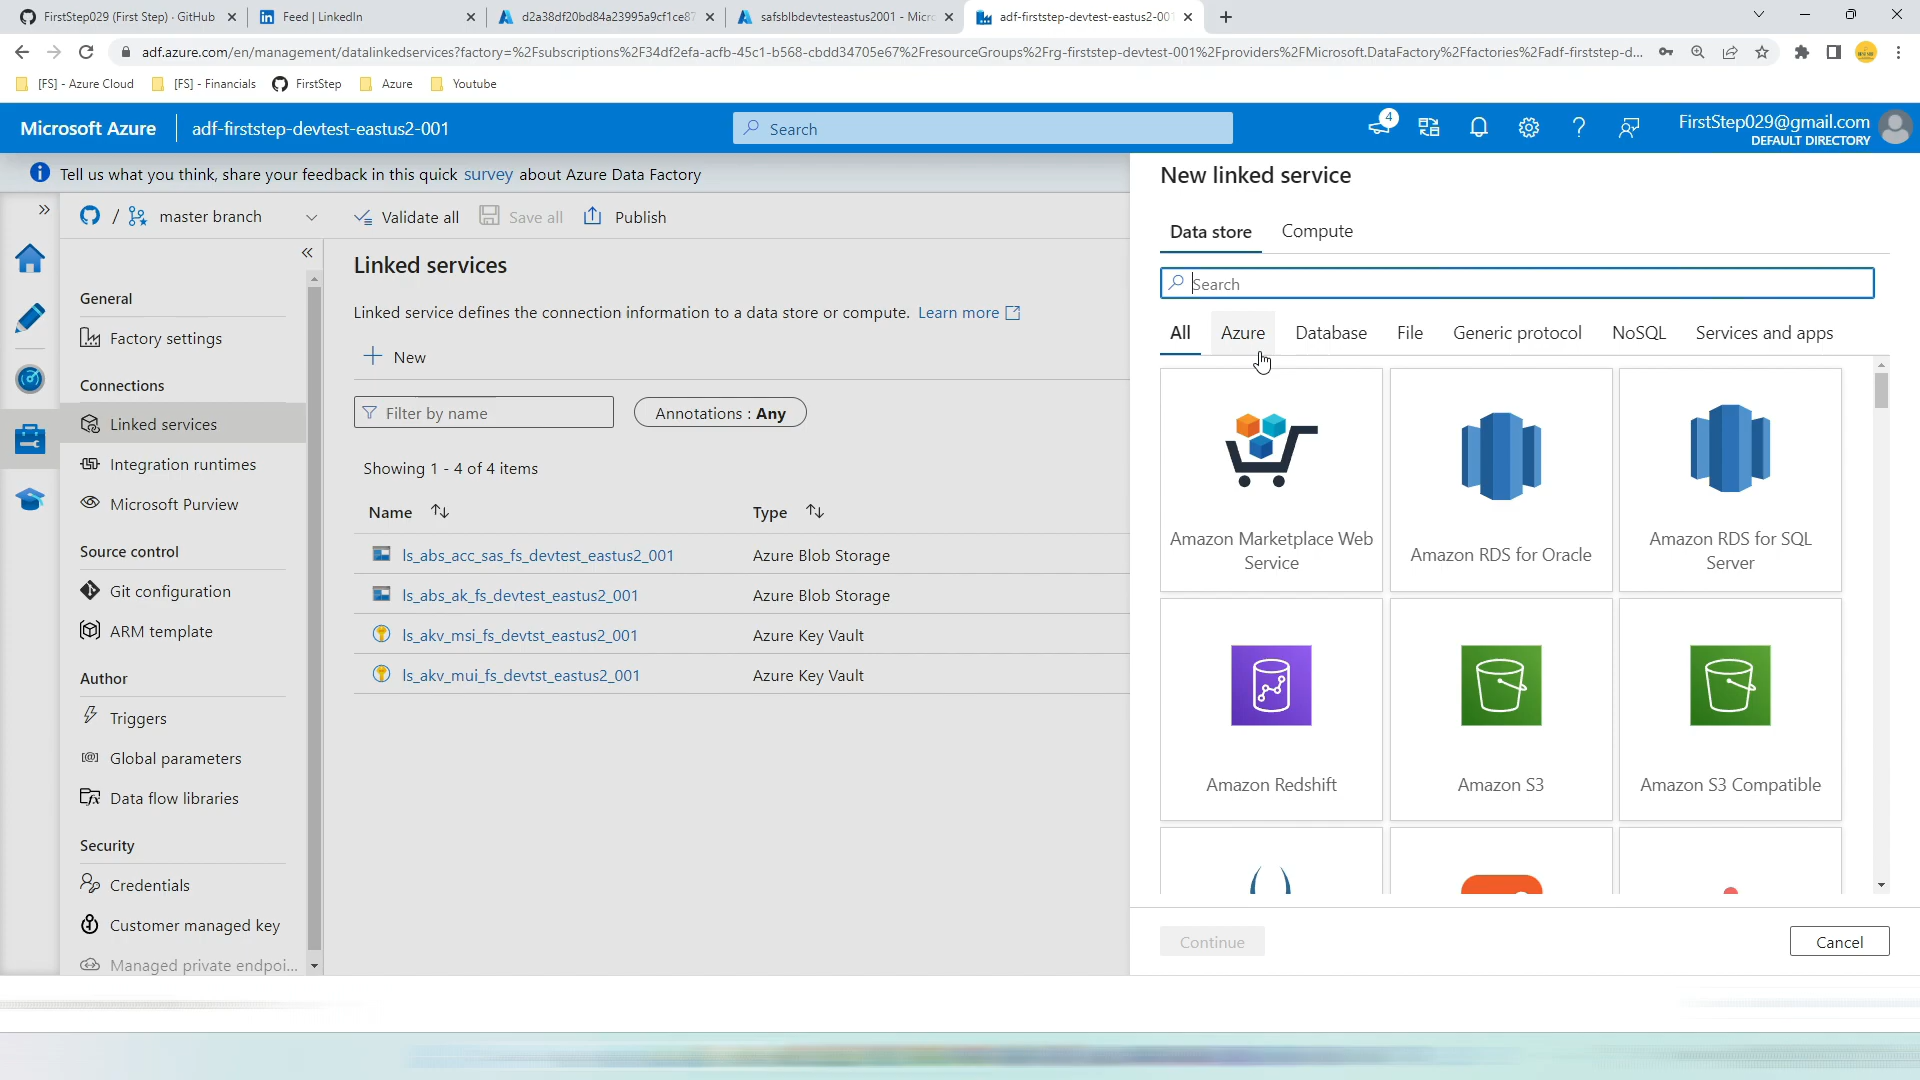 FirstStep029 (First Step) · GitHub
Feed | LinkedIn
d2a38df20bd84a23995a9cf1ce87
safsblbdevtesteastus2001 - Micr
adf-firststep-devtest-eastus2-001
adf.azure.com/en/management/datalinkedservices?factory=%2Fsubscriptions%2F34df2efa-acfb-45c1-b568-cbdd34705e67%2FresourceGroups%2Frg-firststep-devtest-001%2Fproviders%2FMicrosoft.DataFactory%2Ffactories%2Fadf-firststep-d...
[FS] - Azure Cloud
[FS] - Financials
FirstStep
Azure
Youtube
Microsoft Azure
adf-firststep-devtest-eastus2-001
Search
4
FirstStep029@gmail.com
DEFAULT DIRECTORY
Tell us what you think, share your feedback in this quick survey about Azure Data Factory
/ master branch
Validate all
Save all
Publish
General
Factory settings
Connections
Linked services
Integration runtimes
Microsoft Purview
Source control
Git configuration
ARM template
Author
Triggers
Global parameters
Data flow libraries
Security
Credentials
Customer managed key
Managed private endpoi...
Linked services
Linked service defines the connection information to a data store or compute. Learn more
New
Filter by name
Annotations : Any
Showing 1 - 4 of 4 items
Name
Type
ls_abs_acc_sas_fs_devtest_eastus2_001
Azure Blob Storage
ls_abs_ak_fs_devtest_eastus2_001
Azure Blob Storage
ls_akv_msi_fs_devtst_eastus2_001
Azure Key Vault
ls_akv_mui_fs_devtst_eastus2_001
Azure Key Vault
New linked service
Data store
Compute
Search
All
Azure
Database
File
Generic protocol
NoSQL
Services and apps
Amazon Marketplace Web
Service
Amazon RDS for Oracle
Amazon RDS for SQL
Server
Amazon Redshift
Amazon S3
Amazon S3 Compatible
Continue
Cancel